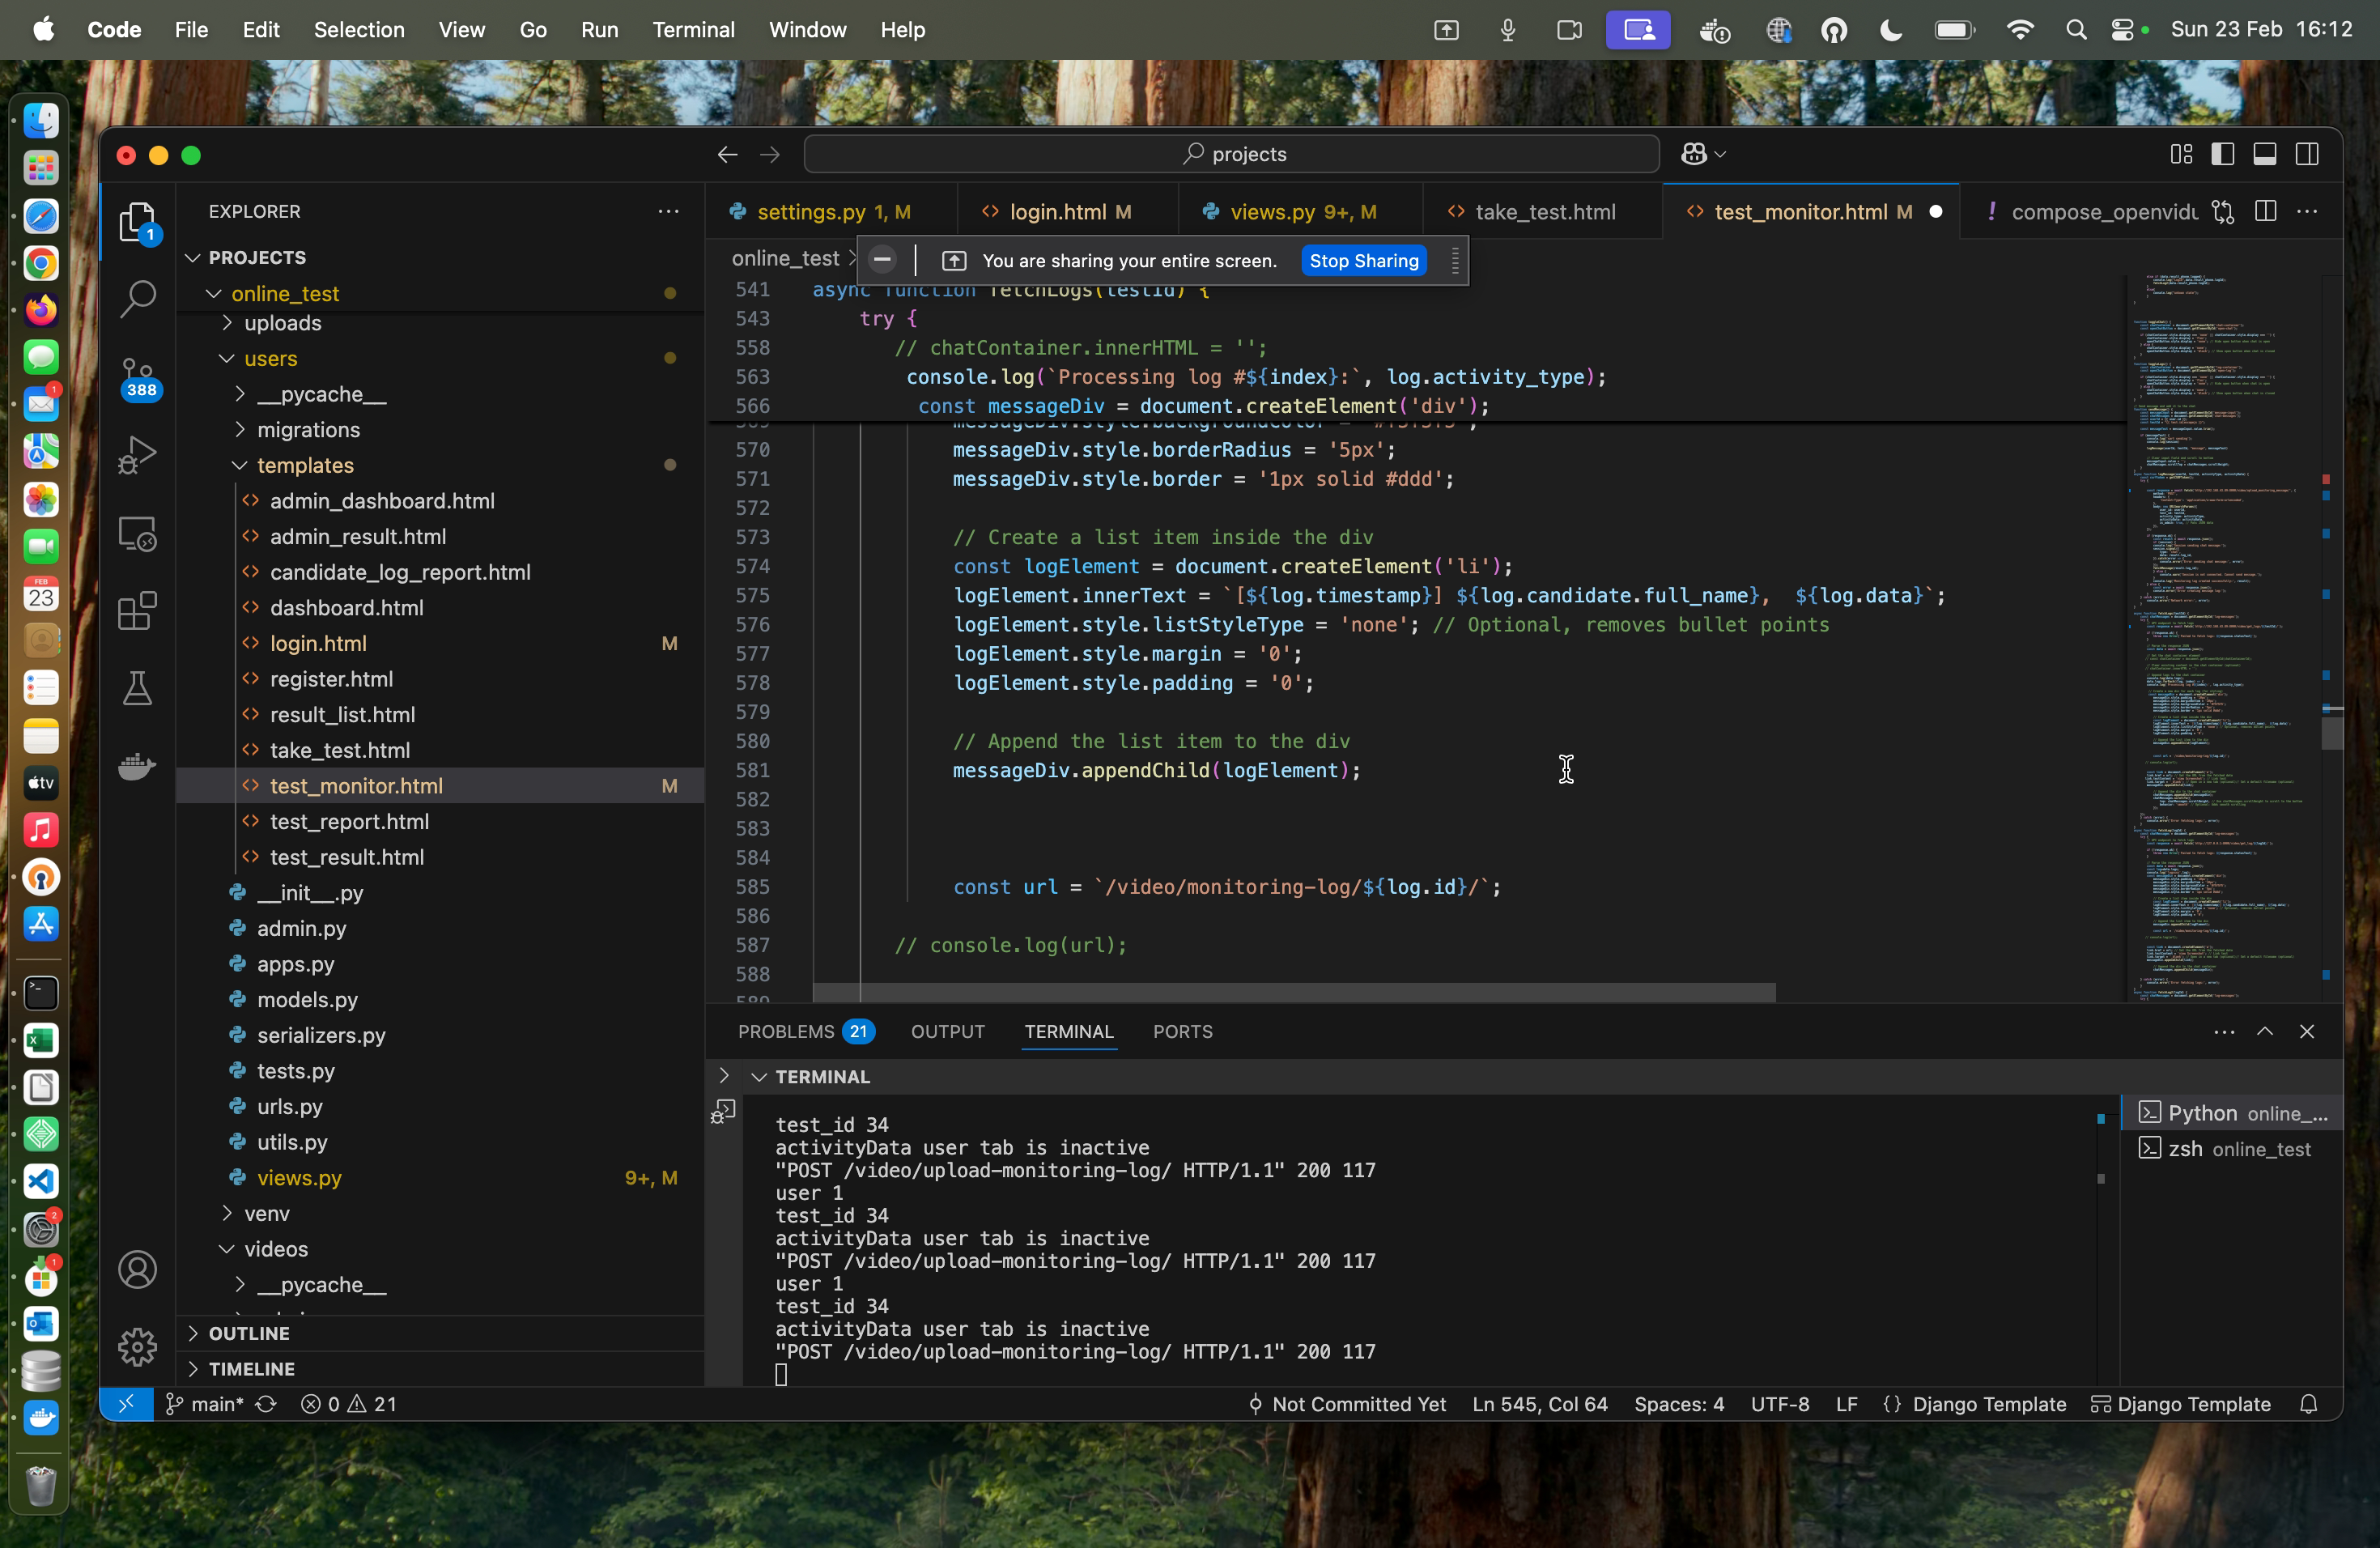 Code File Edit Selection View Go Run Terminal Window Help Sun 23 Feb 16:12
projects
EXPLORER
settings.py 1, M
login.html M
views.py 9+, M
take_test.html
test_monitor.html M
! compose_openvidu
PROJECTS
online_test
uploads
users
__pycache__
migrations
templates
admin_dashboard.html
admin_result.html
candidate_log_report.html
dashboard.html
login.html M
register.html
result_list.html
take_test.html
test_monitor.html M
test_report.html
test_result.html
__init__.py
admin.py
apps.py
models.py
serializers.py
tests.py
urls.py
utils.py
views.py 9+, M
venv
videos
__pycache__
OUTLINE
TIMELINE
1
388
online_test >
You are sharing your entire screen. Stop Sharing
541 async function fetchLogs(testId) {
543 try {
558 // chatContainer.innerHTML = '';
563 console.log(`Processing log #${index}:`, log.activity_type);
566 const messageDiv = document.createElement('div');
569 messageDiv.style.backgroundColor = '#f5f5f5';
570 messageDiv.style.borderRadius = '5px';
571 messageDiv.style.border = '1px solid #ddd';
572
573 // Create a list item inside the div
574 const logElement = document.createElement('li');
575 logElement.innerText = `[${log.timestamp}] ${log.candidate.full_name}, ${log.data}`;
576 logElement.style.listStyleType = 'none'; // Optional, removes bullet points
577 logElement.style.margin = '0';
578 logElement.style.padding = '0';
579
580 // Append the list item to the div
581 messageDiv.appendChild(logElement);
582
583
584
585 const url = `/video/monitoring-log/${log.id}/`;
586
587 // console.log(url);
588
589
PROBLEMS 21 OUTPUT TERMINAL PORTS
TERMINAL
test_id 34
activityData user tab is inactive
"POST /video/upload-monitoring-log/ HTTP/1.1" 200 117
user 1
test_id 34
activityData user tab is inactive
"POST /video/upload-monitoring-log/ HTTP/1.1" 200 117
user 1
test_id 34
activityData user tab is inactive
"POST /video/upload-monitoring-log/ HTTP/1.1" 200 117
Python online_...
zsh online_test
main* 0 21 Not Committed Yet Ln 545, Col 64 Spaces: 4 UTF-8 LF {} Django Template Django Template
FEB
23
tv
1
2
1